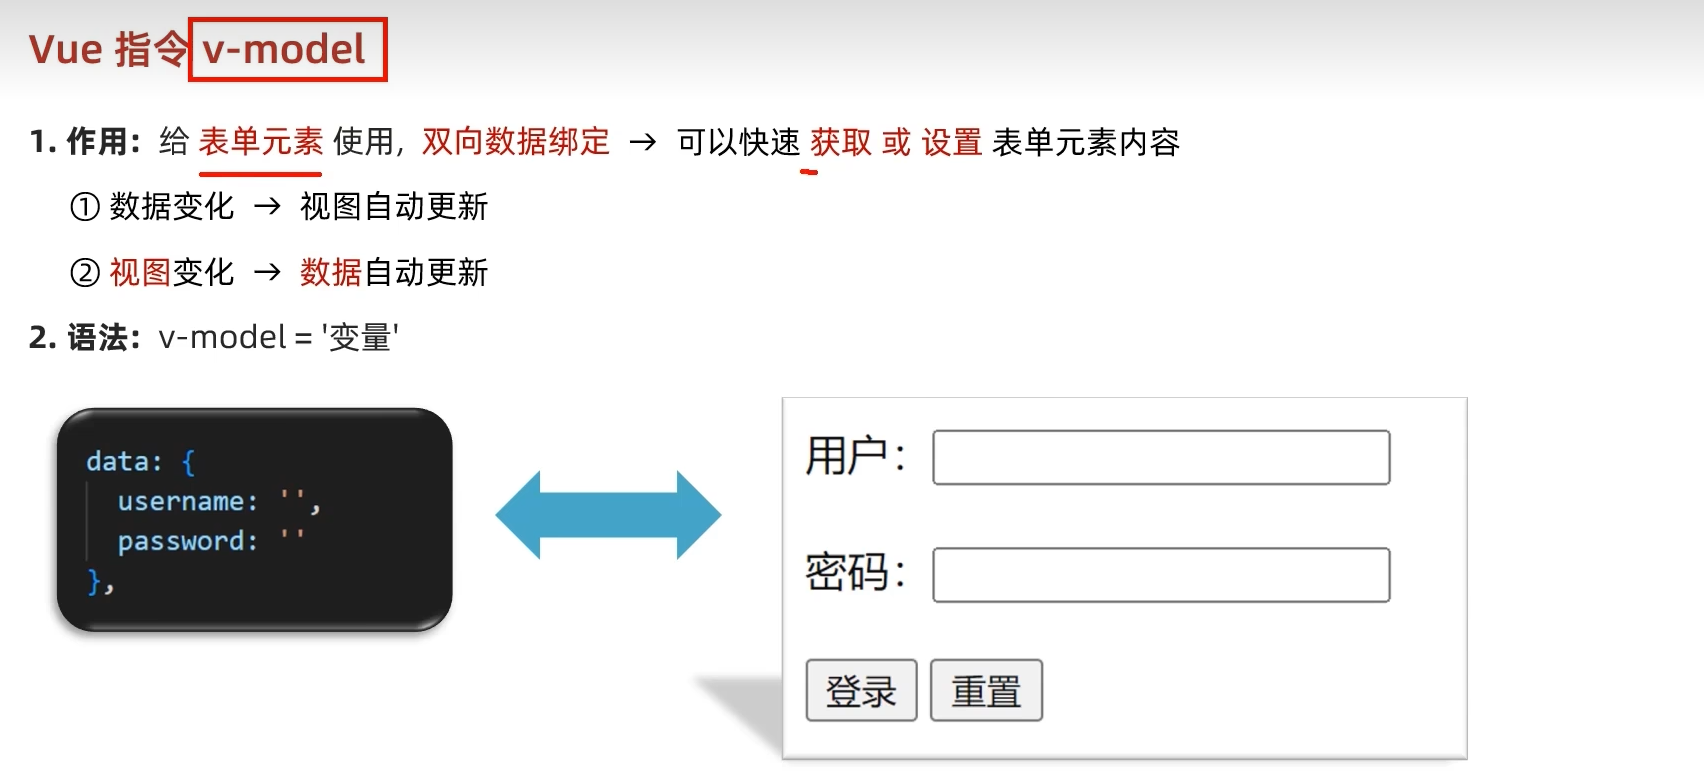 Vue 指令 v-model
1. 作用：给 表单元素 使用，双向数据绑定 → 可以快速 获取 或 设置 表单元素内容
① 数据变化 → 视图自动更新
② 视图变化 → 数据自动更新
2. 语法：v-model = '变量'
data: {
username: '',
password: ''
},
用户：
密码：
登录 重置